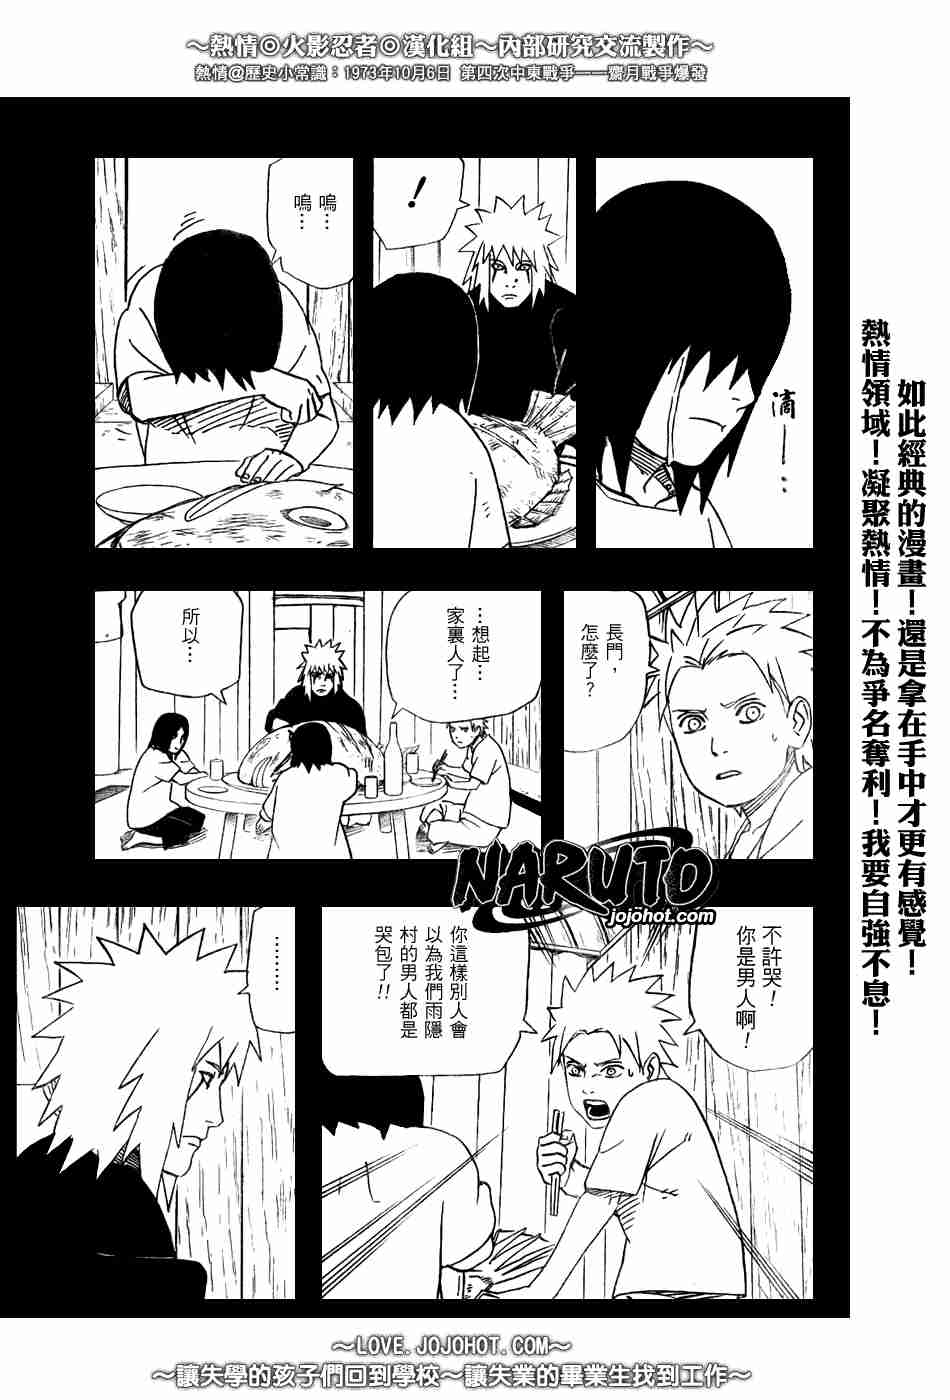 ～熱情◎火影忍者◎漢化組～內部研究交流製作～
熱情@歷史小常識：1973年10月6日 第四次中東戰爭——齋月戰爭爆發
滴—…
！
嗚…
嗚…
長門，
怎麼了？
…想起…
家裏人了…
所以…
NARUTO
jojohot.com
不許哭！
你是男人啊！
你這樣別人會
以為我們雨隱
村的男人都是
哭包了!!
……
如此經典的漫畫！還是拿在手中才更有感覺！
熱情領域！凝聚熱情！不為爭名奪利！我要自強不息！
～LOVE.JOJOHOT.COM～
～讓失學的孩子們回到學校～讓失業的畢業生找到工作～